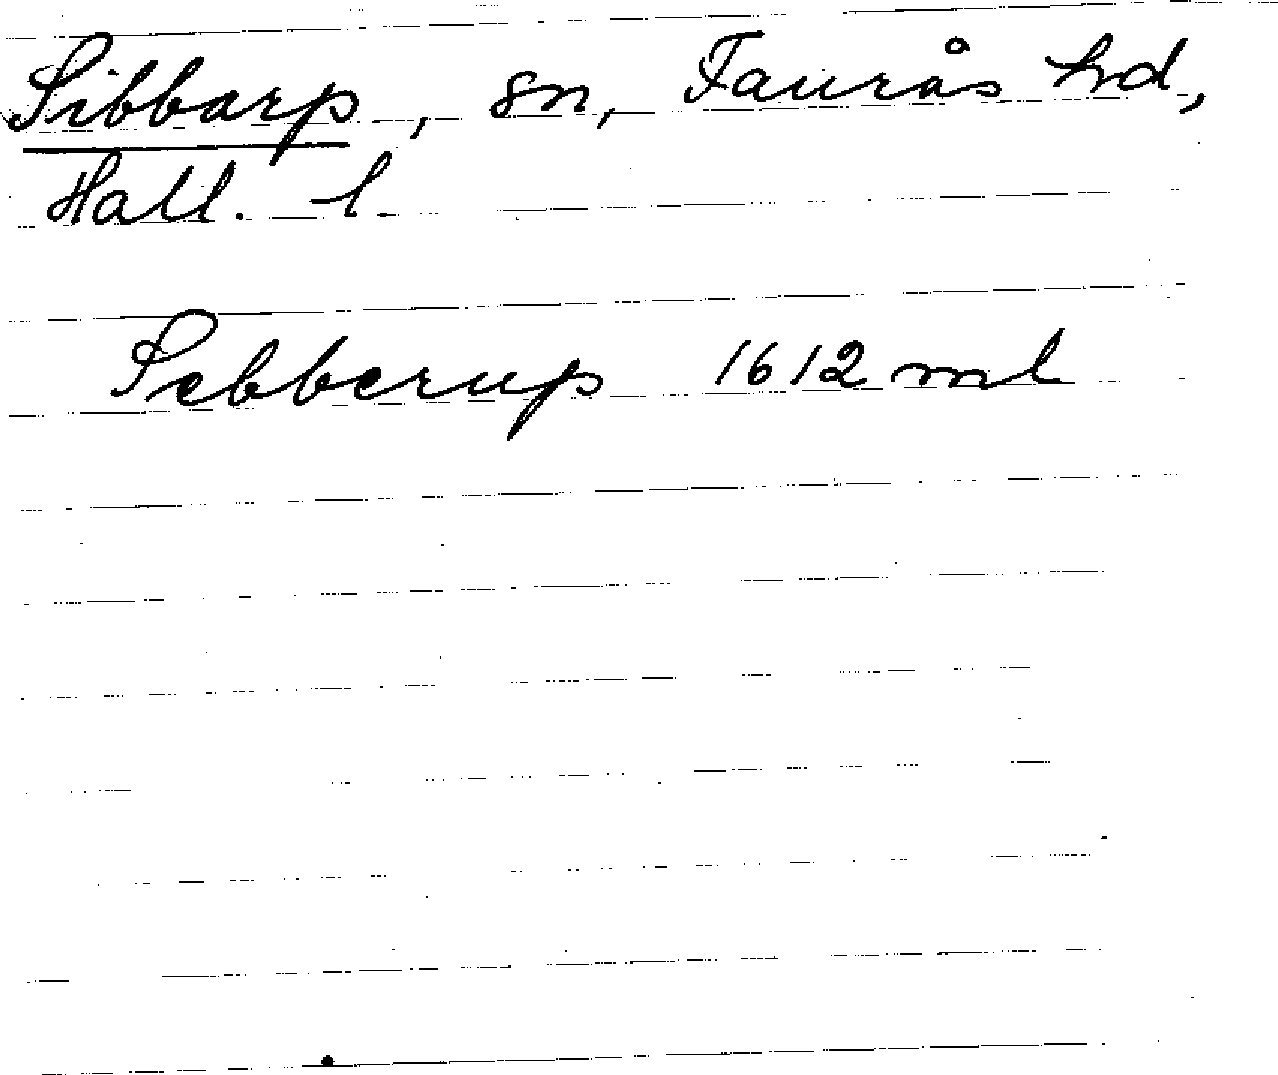 Sibbarp, sn, Faurås hd,
Hall. l.
Sebberup 1612 ml